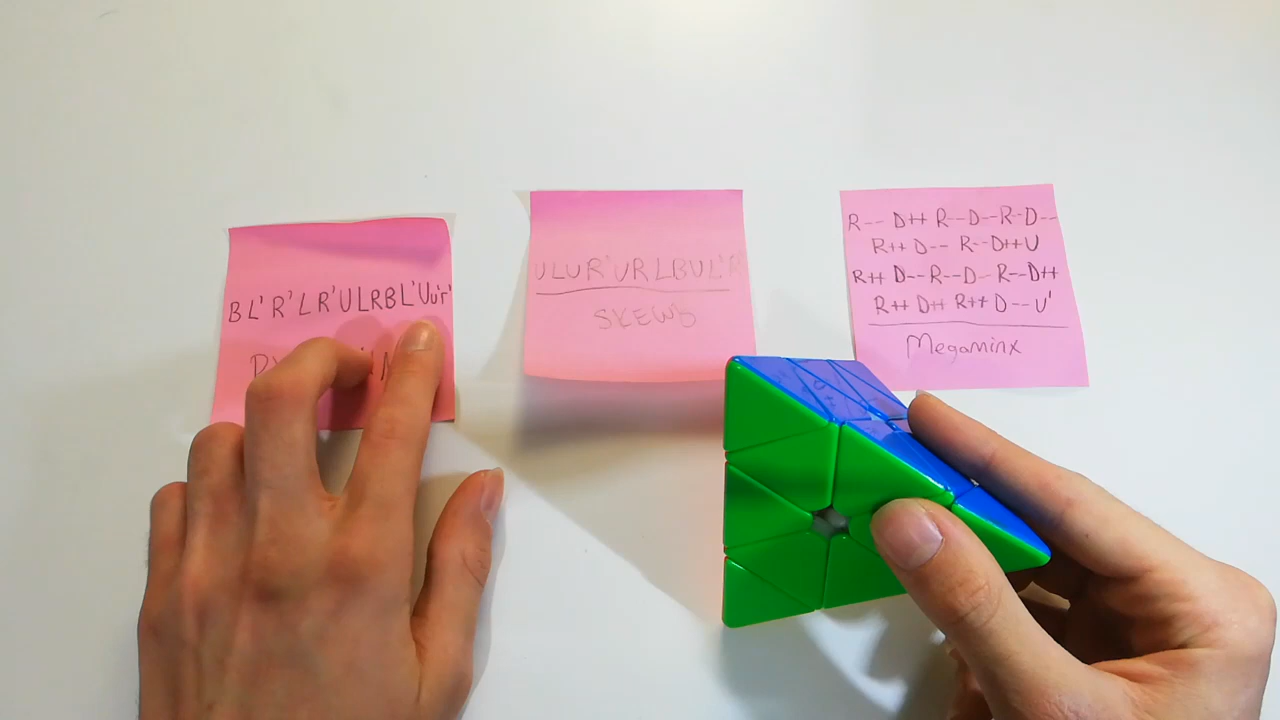 BL'R'LR'ULRBL'Uu'r'
ULUR'URLBUL'R
SKEWB
R-- D++ R--D--R--D--
R++ D-- R--D++U
R++ D--R--D--R--D++
R++ D++ R++ D--U'
Megaminx